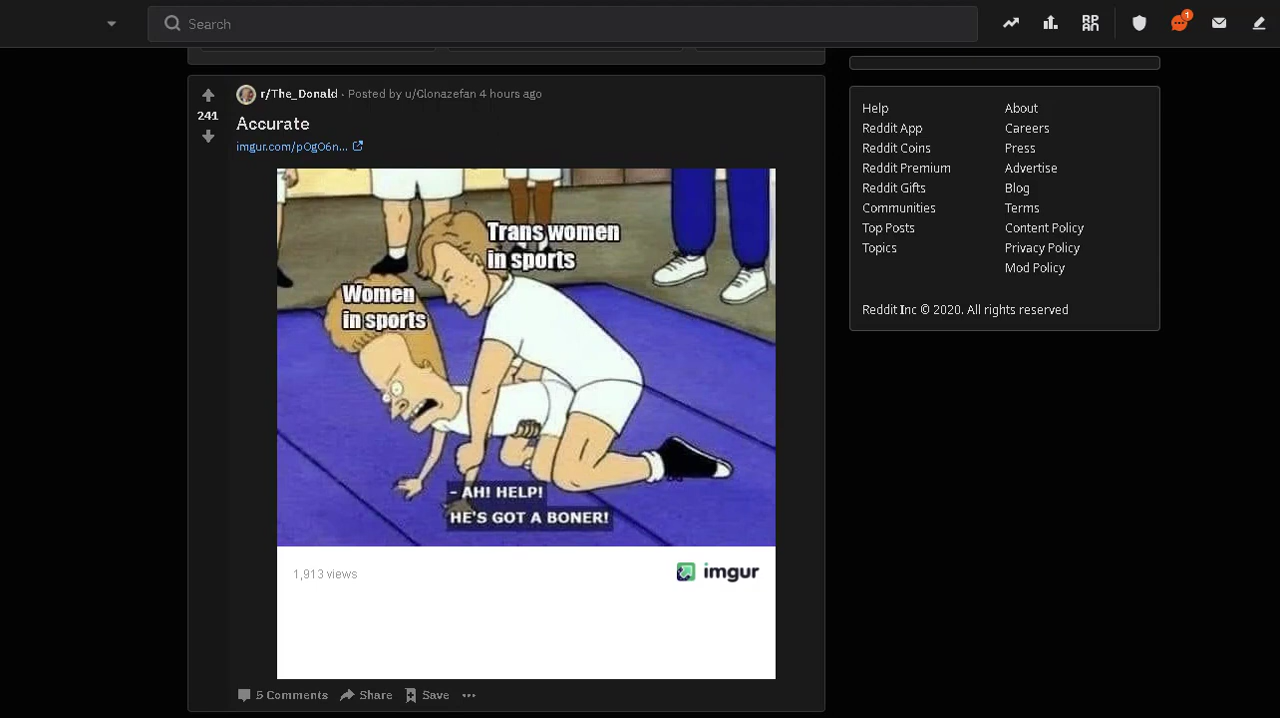 Search
1
r/The_Donald · Posted by u/Clonazefan 4 hours ago
241
Accurate
imgur.com/pOgO6n...
Trans women
in sports
Women
in sports
- AH! HELP!
HE'S GOT A BONER!
1,913 views
imgur
5 Comments Share Save ...
Help About
Reddit App Careers
Reddit Coins Press
Reddit Premium Advertise
Reddit Gifts Blog
Communities Terms
Top Posts Content Policy
Topics Privacy Policy
Mod Policy
Reddit Inc © 2020. All rights reserved